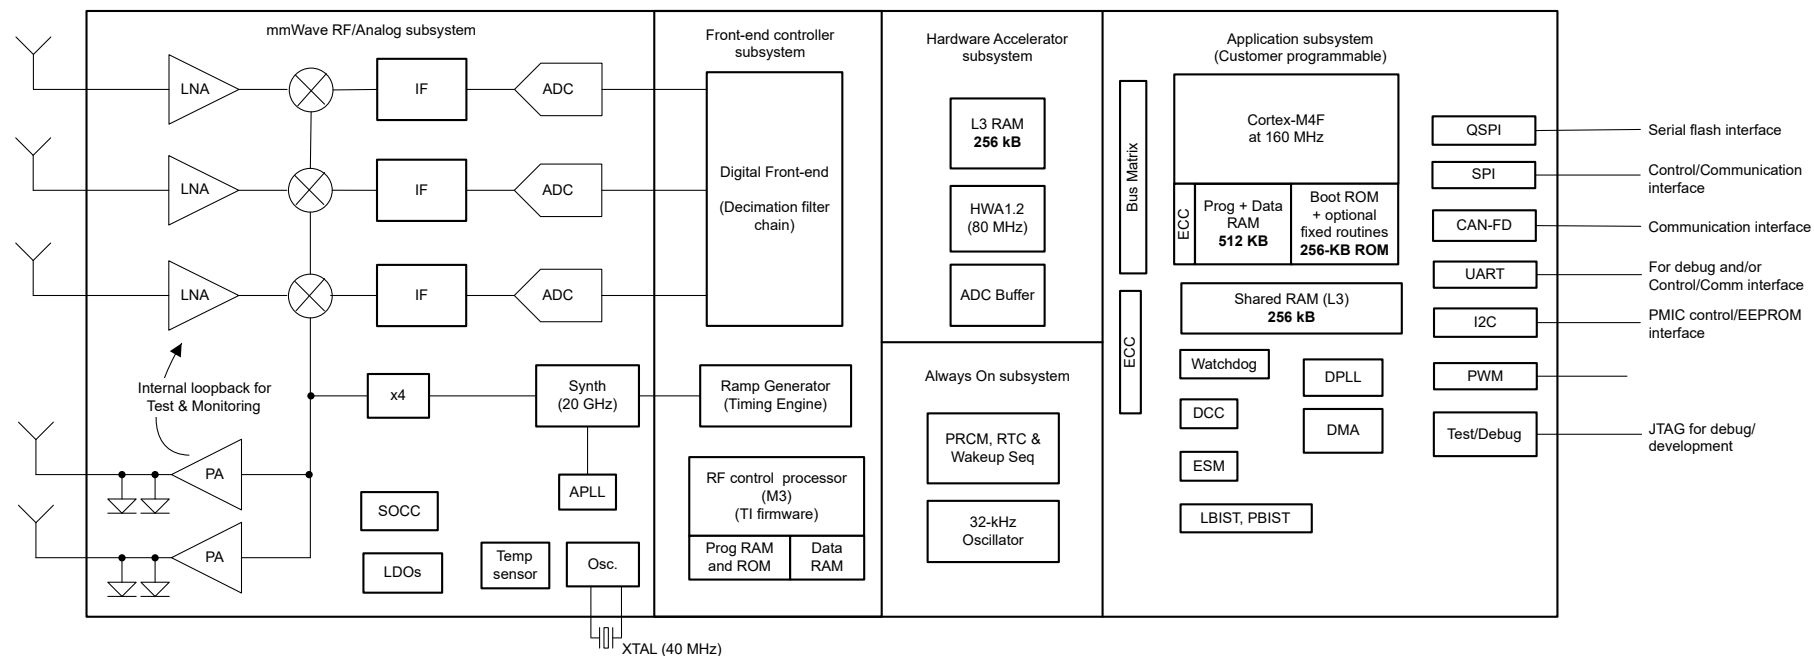 mmWave RF/Analog subsystem
LNA
IF
ADC
LNA
IF
ADC
LNA
IF
ADC
Internal loopback for
Test & Monitoring
x4
Synth
(20 GHz)
PA
APLL
SOCC
PA
LDOs
Temp
sensor
Osc.
XTAL (40 MHz)
Front-end controller
subsystem
Digital Front-end
(Decimation filter
chain)
Ramp Generator
(Timing Engine)
RF control processor
(M3)
(TI firmware)
Prog RAM
and ROM
Data
RAM
Hardware Accelerator
subsystem
L3 RAM
256 kB
HWA1.2
(80 MHz)
ADC Buffer
Always On subsystem
PRCM, RTC &
Wakeup Seq
32-kHz
Oscillator
Application subsystem
(Customer programmable)
Bus Matrix
ECC
Cortex-M4F
at 160 MHz
ECC
Prog + Data
RAM
512 KB
Boot ROM
+ optional
fixed routines
256-KB ROM
Shared RAM (L3)
256 kB
Watchdog
DPLL
DCC
DMA
ESM
LBIST, PBIST
QSPI
Serial flash interface
SPI
Control/Communication
interface
CAN-FD
Communication interface
UART
For debug and/or
Control/Comm interface
I2C
PMIC control/EEPROM
interface
PWM
Test/Debug
JTAG for debug/
development